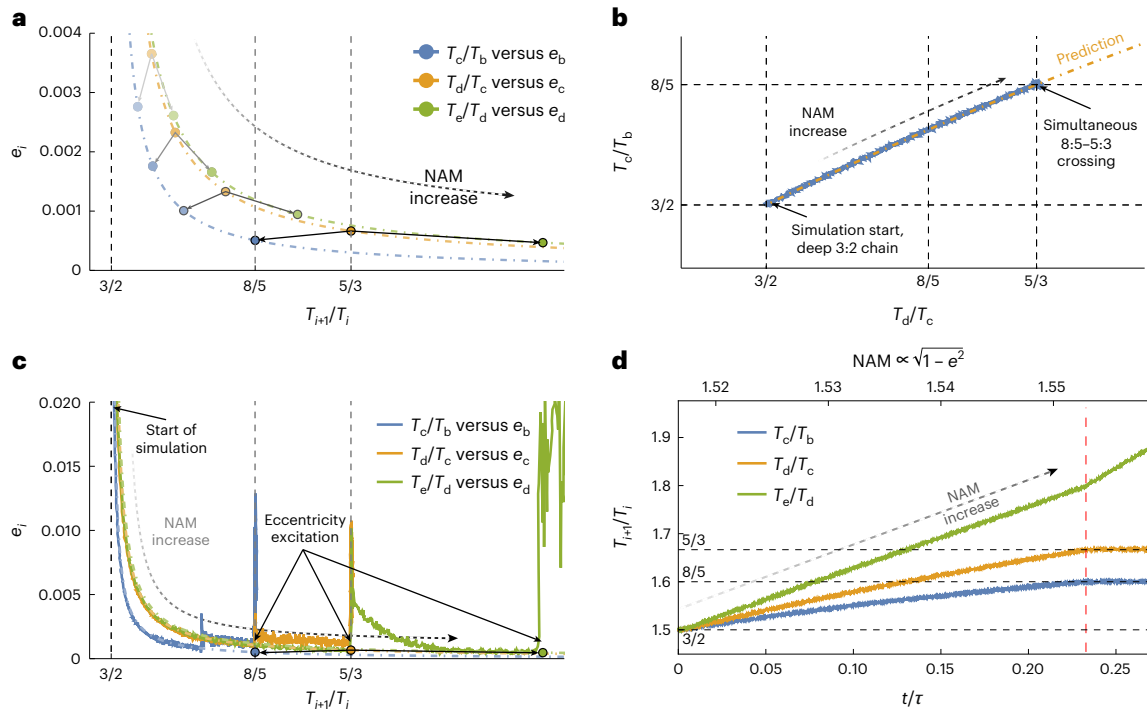 a
0.004
0.003
0.002
0.001
0
e_i
T_c/T_b versus e_b
T_d/T_c versus e_c
T_e/T_d versus e_d
NAM
increase
3/2
8/5
5/3
T_{i+1}/T_i
b
8/5
3/2
T_c/T_b
Prediction
NAM
increase
Simultaneous
8:5–5:3
crossing
Simulation start,
deep 3:2 chain
3/2
8/5
5/3
T_d/T_c
c
0.020
0.015
0.010
0.005
0
e_i
Start of
simulation
T_c/T_b versus e_b
T_d/T_c versus e_c
T_e/T_d versus e_d
NAM
increase
Eccentricity
excitation
3/2
8/5
5/3
T_{i+1}/T_i
d
NAM ∝ √1 – e²
1.52
1.53
1.54
1.55
1.9
1.8
1.7
1.6
1.5
T_{i+1}/T_i
T_c/T_b
T_d/T_c
T_e/T_d
NAM
increase
5/3
8/5
3/2
0
0.05
0.10
0.15
0.20
0.25
t/τ